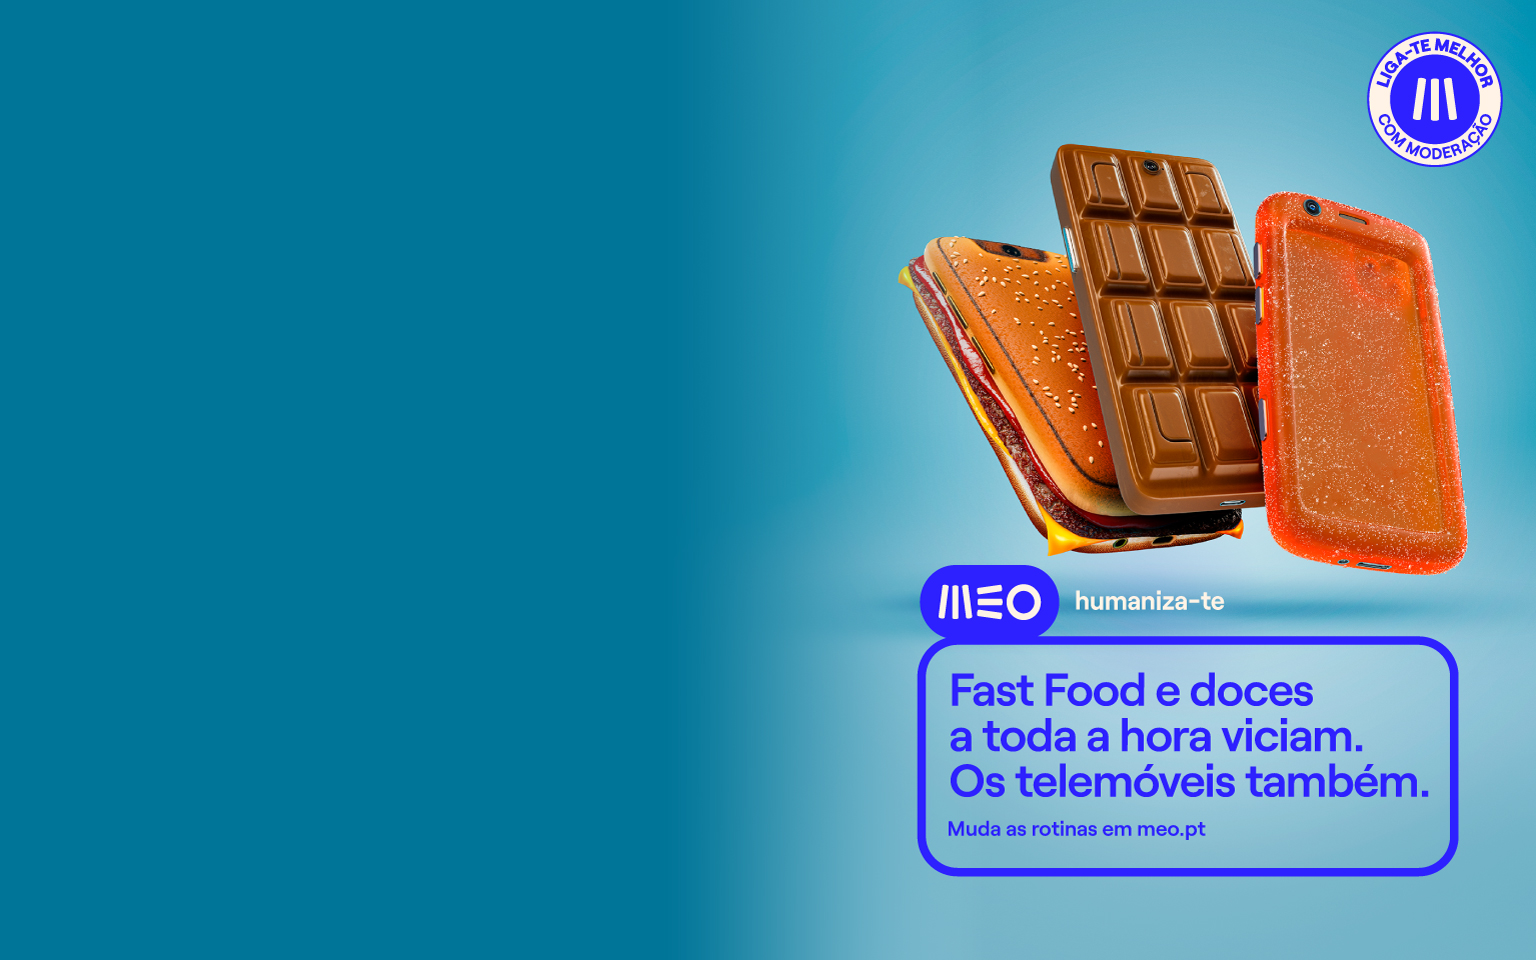 LIGA-TE MELHOR
COM MODERAÇÃO
MEO humaniza-te
Fast Food e doces
a toda a hora viciam.
Os telemóveis também.
Muda as rotinas em meo.pt